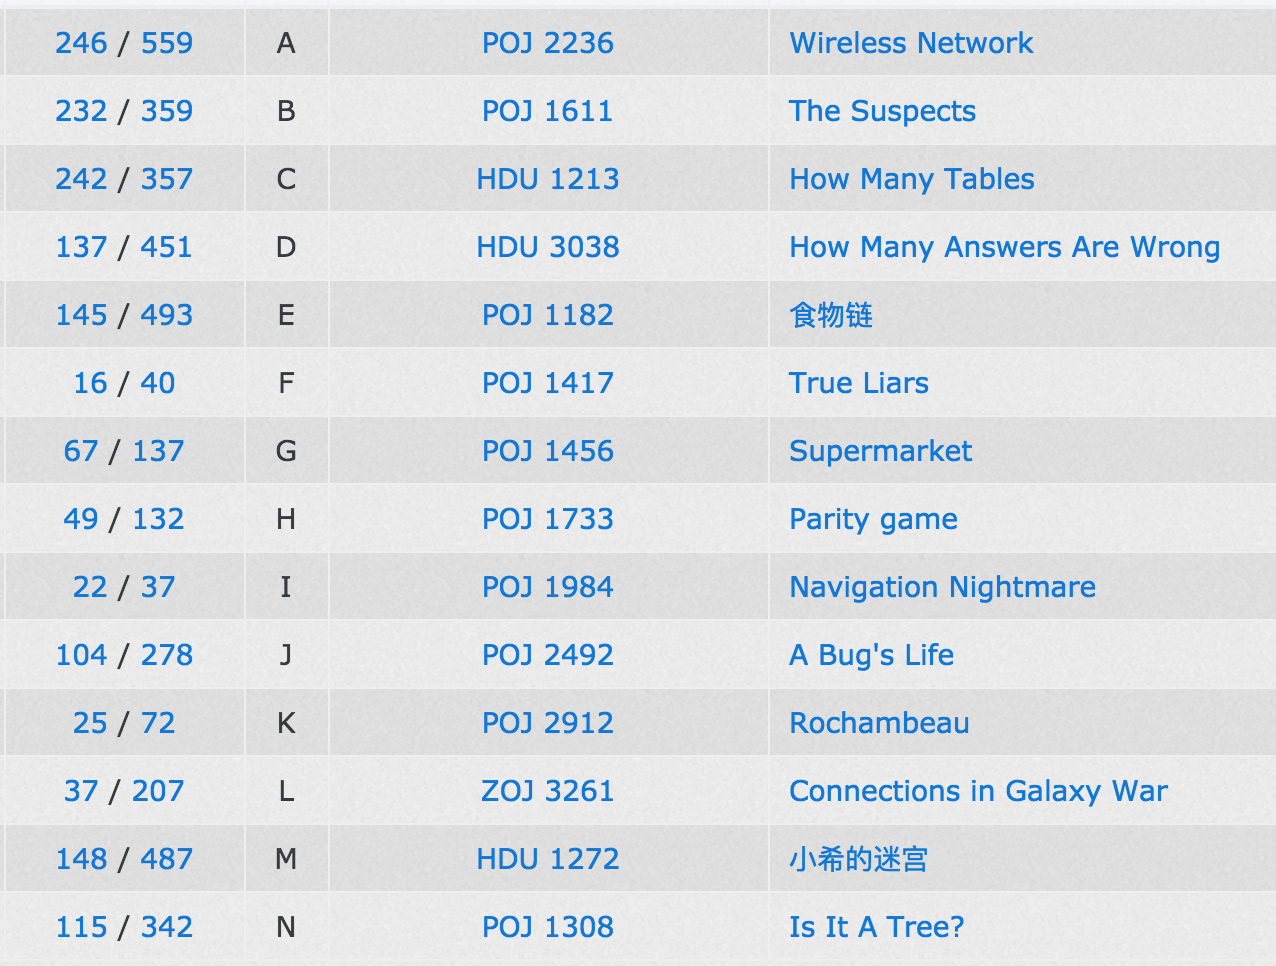 246 / 559 A POJ 2236 Wireless Network
232 / 359 B POJ 1611 The Suspects
242 / 357 C HDU 1213 How Many Tables
137 / 451 D HDU 3038 How Many Answers Are Wrong
145 / 493 E POJ 1182 食物链
16 / 40 F POJ 1417 True Liars
67 / 137 G POJ 1456 Supermarket
49 / 132 H POJ 1733 Parity game
22 / 37 I POJ 1984 Navigation Nightmare
104 / 278 J POJ 2492 A Bug's Life
25 / 72 K POJ 2912 Rochambeau
37 / 207 L ZOJ 3261 Connections in Galaxy War
148 / 487 M HDU 1272 小希的迷宫
115 / 342 N POJ 1308 Is It A Tree?